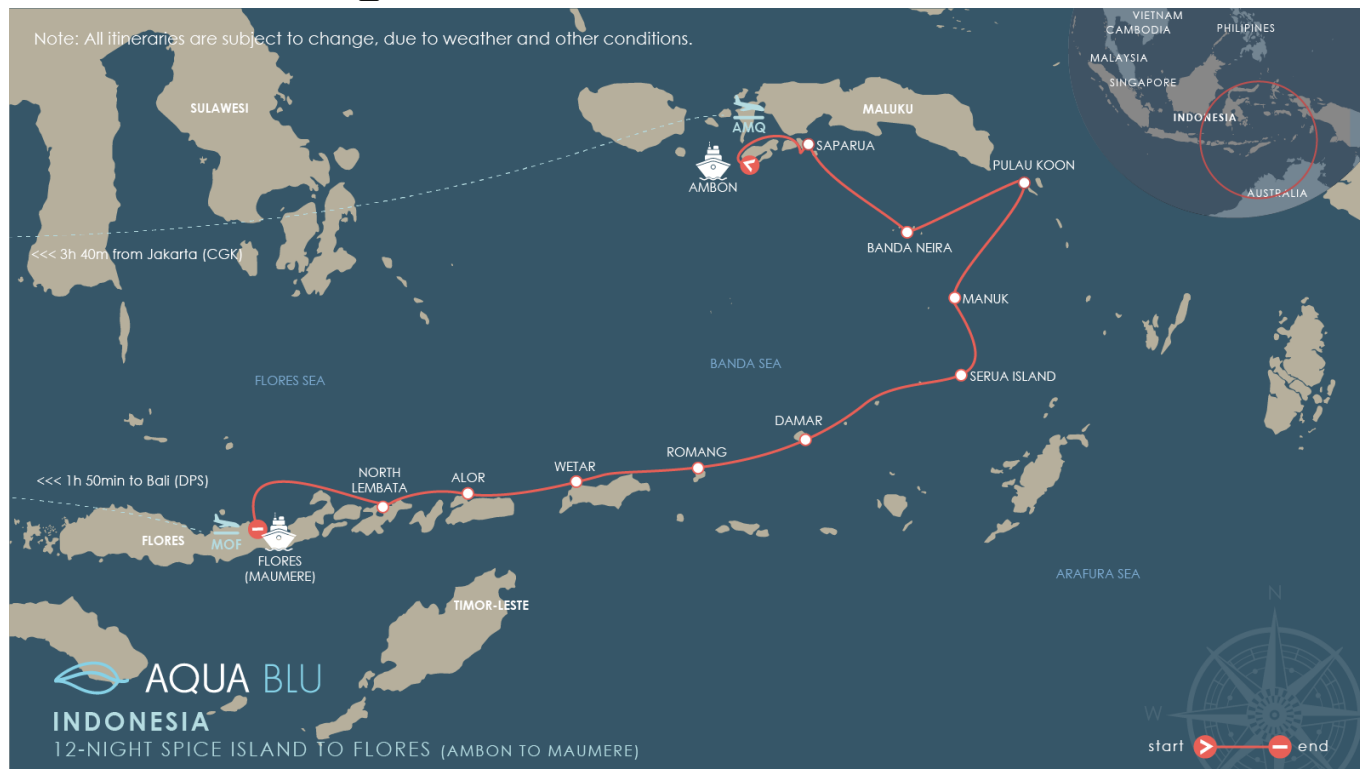 Note: All itineraries are subject to change, due to weather and other conditions.
VIETNAM
CAMBODIA
PHILIPINES
MALAYSIA
SINGAPORE
INDONESIA
AUSTRALIA
SULAWESI
MALUKU
AMQ
SAPARUA
AMBON
PULAU KOON
BANDA NEIRA
<<< 3h 40m from Jakarta (CGK)
MANUK
BANDA SEA
FLORES SEA
SERUA ISLAND
DAMAR
ROMANG
WETAR
ALOR
NORTH
LEMBATA
<<< 1h 50min to Bali (DPS)
FLORES
MOF
FLORES
(MAUMERE)
ARAFURA SEA
TIMOR-LESTE
N
W
AQUA BLU
INDONESIA
12-NIGHT SPICE ISLAND TO FLORES (AMBON TO MAUMERE)
start
end